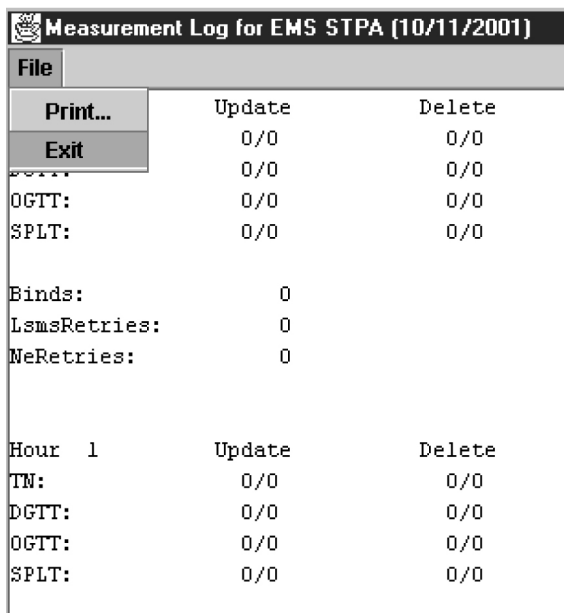 Measurement Log for EMS STPA (10/11/2001)
File
Print...
Exit
Update Delete
0/0 0/0
0/0 0/0
OGTT: 0/0 0/0
SPLT: 0/0 0/0
Binds: 0
LsmsRetries: 0
NeRetries: 0
Hour 1 Update Delete
TN: 0/0 0/0
DGTT: 0/0 0/0
OGTT: 0/0 0/0
SPLT: 0/0 0/0